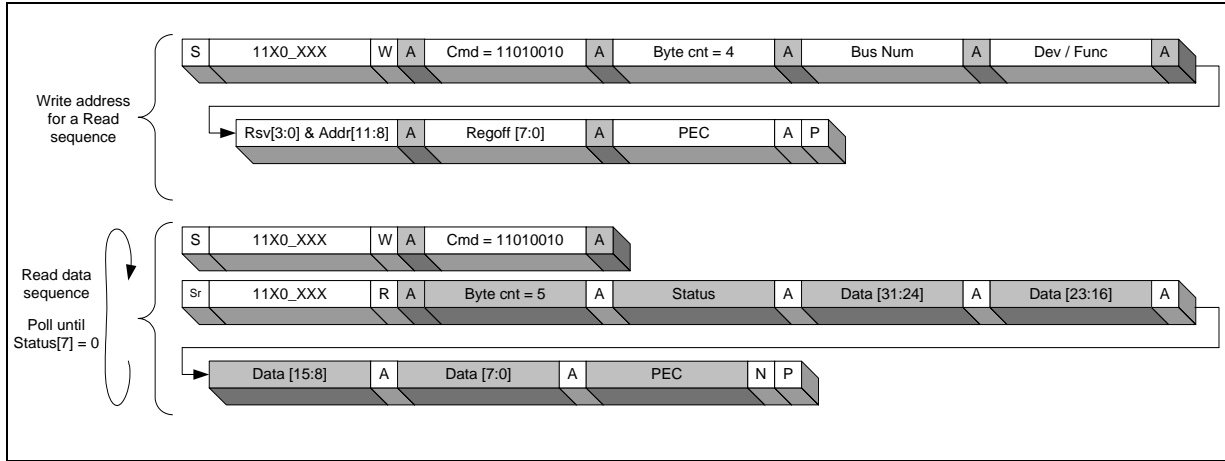 S 11X0_XXX W A Cmd = 11010010 A Byte cnt = 4 A Bus Num A Dev / Func A
Write address
for a Read
sequence
Rsv[3:0] & Addr[11:8] A Regoff [7:0] A PEC A P
S 11X0_XXX W A Cmd = 11010010 A
Read data
sequence
Poll until
Status[7] = 0
Sr 11X0_XXX R A Byte cnt = 5 A Status A Data [31:24] A Data [23:16] A
Data [15:8] A Data [7:0] A PEC N P